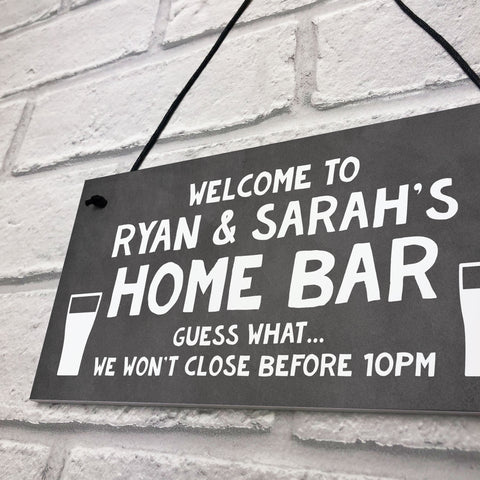 WELCOME TO
RYAN & SARAH'S
HOME BAR
GUESS WHAT...
WE WON'T CLOSE BEFORE 10PM